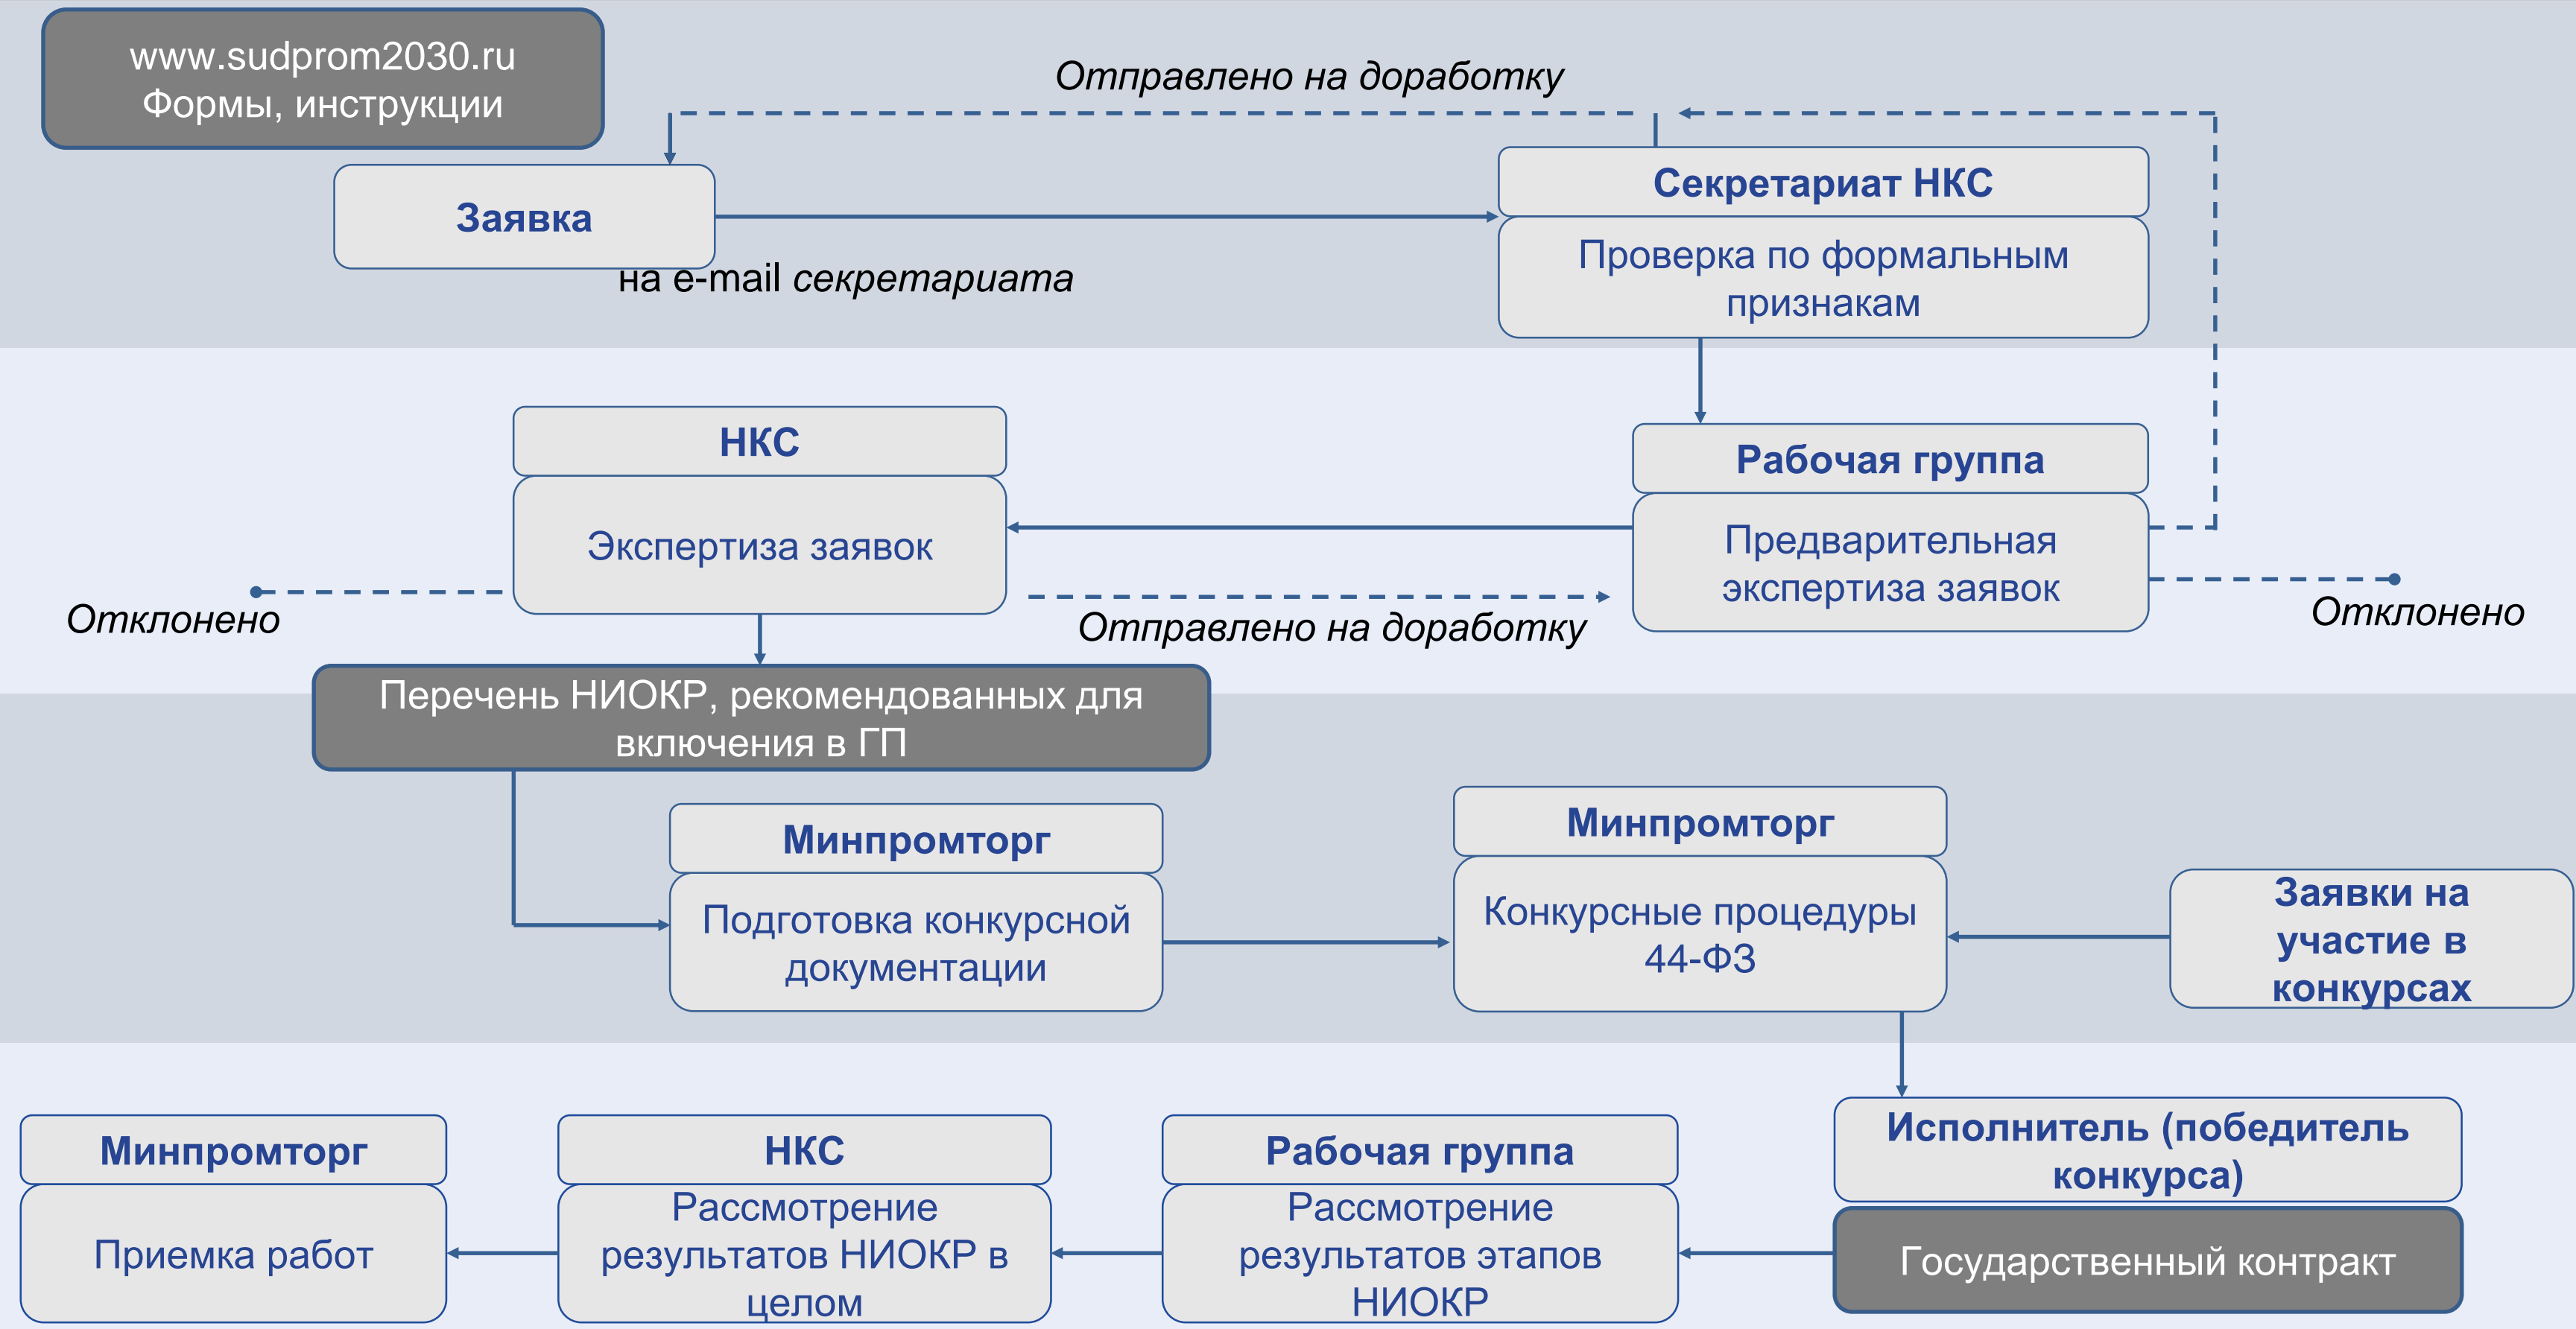 www.sudprom2030.ru
Формы, инструкции
Отправлено на доработку
Заявка
на e-mail секретариата
Секретариат НКС
Проверка по формальным
признакам
НКС
Экспертиза заявок
Рабочая группа
Предварительная
экспертиза заявок
Отклонено
Отправлено на доработку
Отклонено
Перечень НИОКР, рекомендованных для
включения в ГП
Минпромторг
Подготовка конкурсной
документации
Минпромторг
Конкурсные процедуры
44-ФЗ
Заявки на
участие в
конкурсах
Исполнитель (победитель
конкурса)
Государственный контракт
Рабочая группа
Рассмотрение
результатов этапов
НИОКР
НКС
Рассмотрение
результатов НИОКР в
целом
Минпромторг
Приемка работ